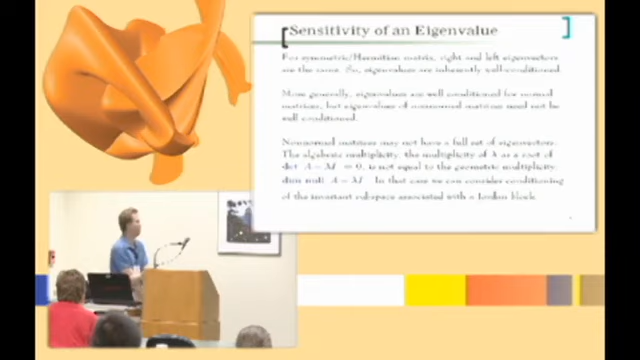 Sensitivity of an Eigenvalue
For symmetric/Hermitian matrix, right and left eigenvectors
are the same. So, eigenvalues are inherently well-conditioned.
More generally, eigenvalues are well conditioned for normal
matrices, but eigenvalues of nonnormal matrices need not be
well conditioned.
Nonnormal matrices may not have a full set of eigenvectors.
The algebraic multiplicity, the multiplicity of λ as a root of
det A − λI = 0, is not equal to the geometric multiplicity,
dim null A − λI. In that case we can consider conditioning
of the invariant subspace associated with a Jordan block.